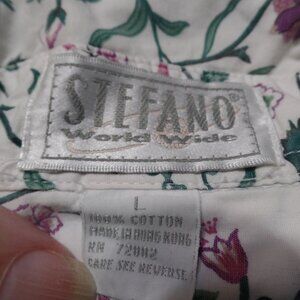 STEFANO®
World Wide
L
100% COTTON
MADE IN HONG KONG
RN 72002
CARE SEE REVERSE